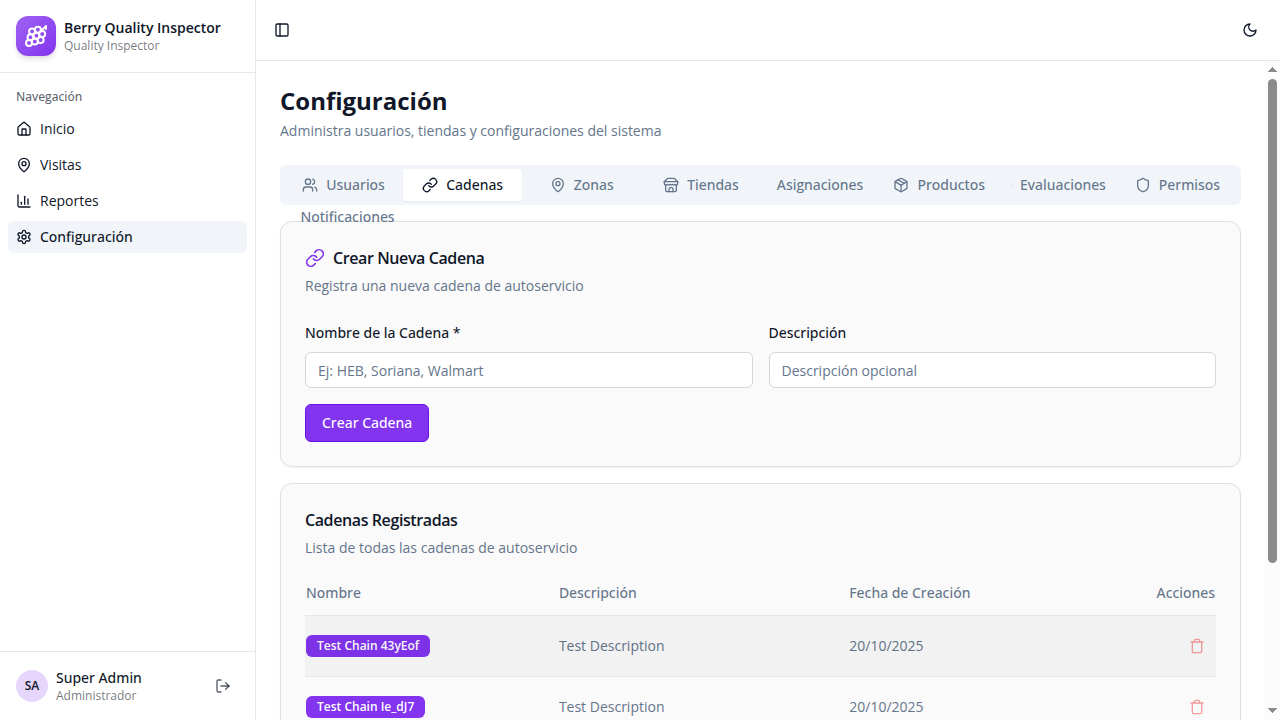 Berry Quality Inspector
Quality Inspector
Navegación
Inicio
Visitas
Reportes
Configuración
SA
Super Admin
Administrador
Configuración
Administra usuarios, tiendas y configuraciones del sistema
Usuarios Cadenas Zonas Tiendas Asignaciones Productos Evaluaciones Permisos
Notificaciones
Crear Nueva Cadena
Registra una nueva cadena de autoservicio
Nombre de la Cadena * Descripción
Ej: HEB, Soriana, Walmart Descripción opcional
Crear Cadena
Cadenas Registradas
Lista de todas las cadenas de autoservicio
Nombre Descripción Fecha de Creación Acciones
Test Chain 43yEof Test Description 20/10/2025
Test Chain Ie_dJ7 Test Description 20/10/2025